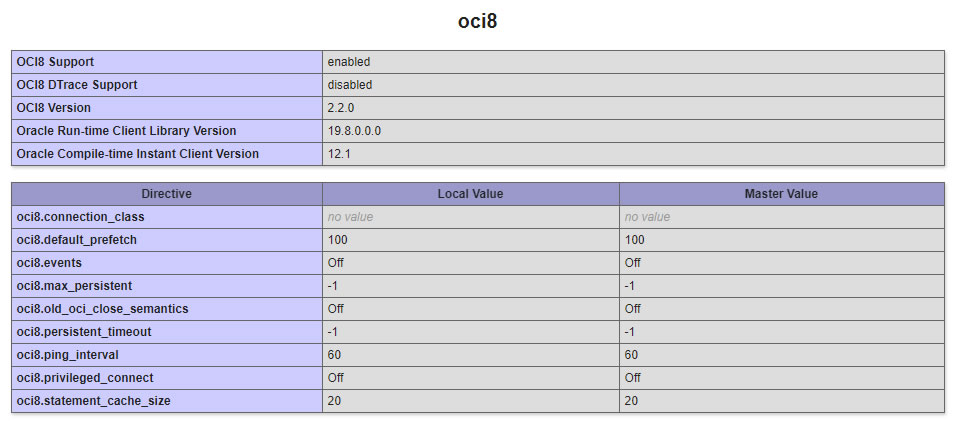 oci8
OCI8 Support enabled
OCI8 DTrace Support disabled
OCI8 Version 2.2.0
Oracle Run-time Client Library Version 19.8.0.0.0
Oracle Compile-time Instant Client Version 12.1
Directive Local Value Master Value
oci8.connection_class no value no value
oci8.default_prefetch 100 100
oci8.events Off Off
oci8.max_persistent -1 -1
oci8.old_oci_close_semantics Off Off
oci8.persistent_timeout -1 -1
oci8.ping_interval 60 60
oci8.privileged_connect Off Off
oci8.statement_cache_size 20 20